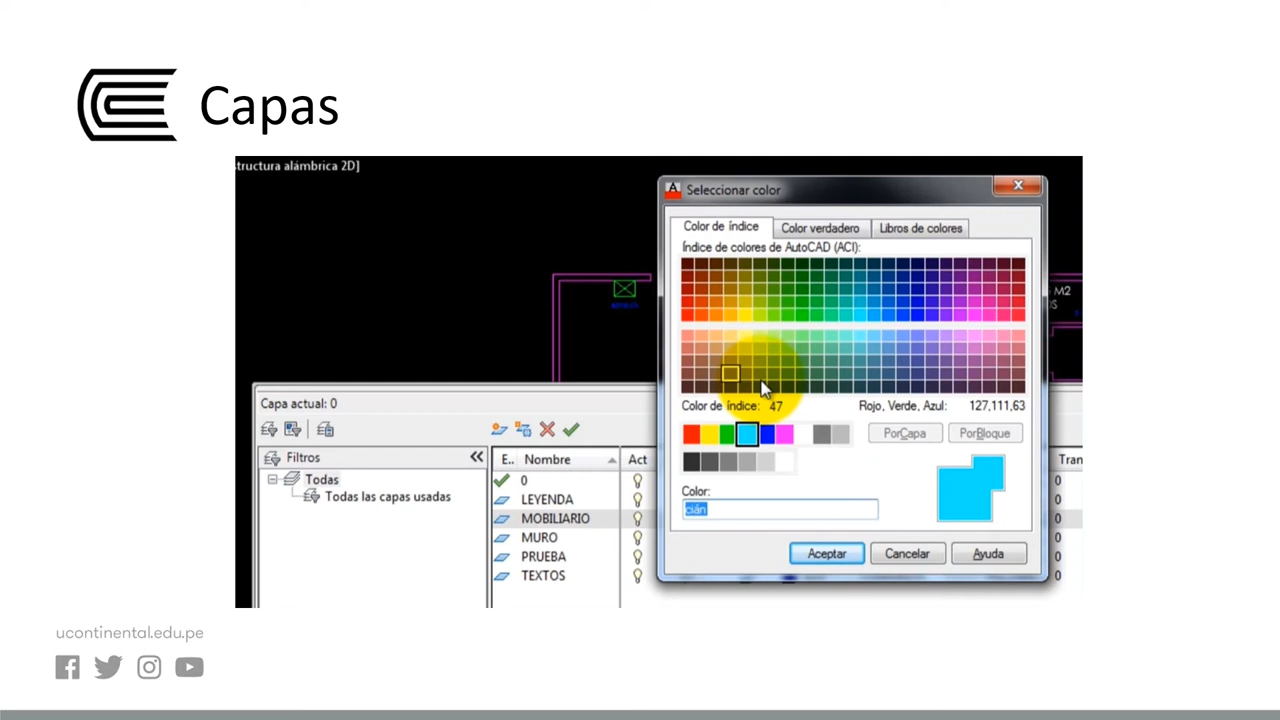 Capas
tructura alámbrica 2D]
Seleccionar color
Color de índice
Color verdadero
Libros de colores
Índice de colores de AutoCAD (ACI):
M2
OS
Color de índice: 47
Rojo, Verde, Azul: 127,111,63
PorCapa
PorBloque
Color:
cián
Aceptar
Cancelar
Ayuda
Capa actual: 0
Filtros
Todas
Todas las capas usadas
E.. Nombre Act Tran
0 0
LEYENDA 0
MOBILIARIO 0
MURO 0
PRUEBA 0
TEXTOS 0
ucontinental.edu.pe